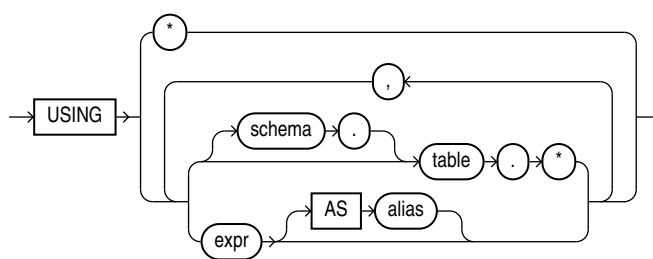 *
,
USING
schema .
table . *
AS alias
expr